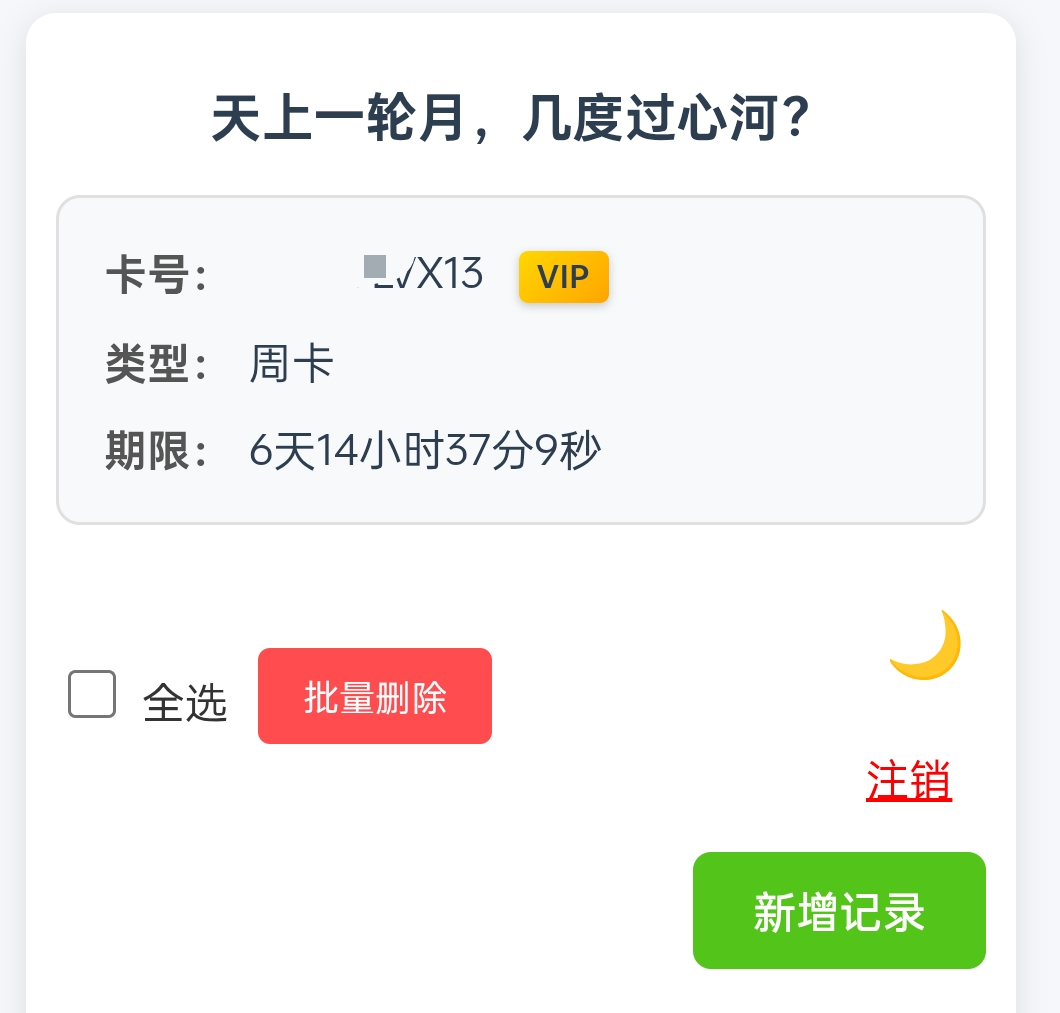 天上一轮月，几度过心河？
卡号： X13 VIP
类型： 周卡
期限： 6天14小时37分9秒
全选 批量删除
注销
新增记录